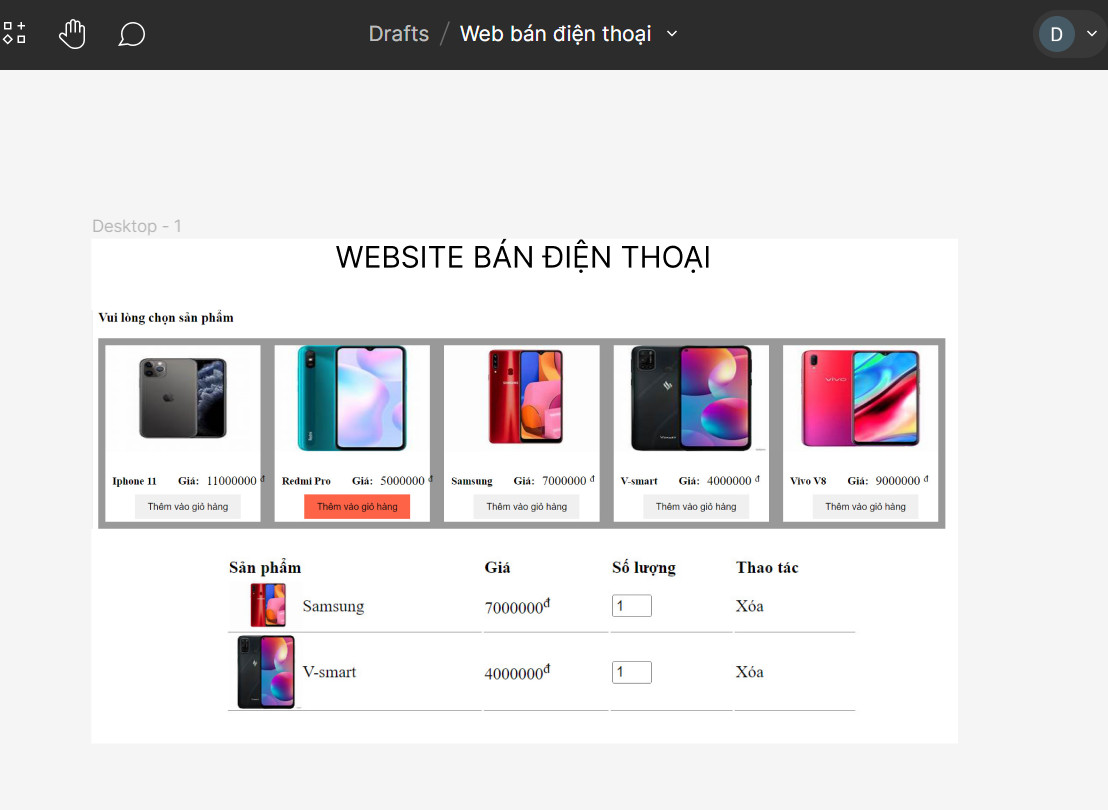 Drafts / Web bán điện thoại
D
Desktop - 1
WEBSITE BÁN ĐIỆN THOẠI
Vui lòng chọn sản phẩm
Iphone 11 Giá: 11000000 đ
Thêm vào giỏ hàng
Redmi Pro Giá: 5000000 đ
Thêm vào giỏ hàng
Samsung Giá: 7000000 đ
Thêm vào giỏ hàng
V-smart Giá: 4000000 đ
Thêm vào giỏ hàng
Vivo V8 Giá: 9000000 đ
Thêm vào giỏ hàng
Sản phẩm Giá Số lượng Thao tác
Samsung 7000000đ 1 Xóa
V-smart 4000000đ 1 Xóa